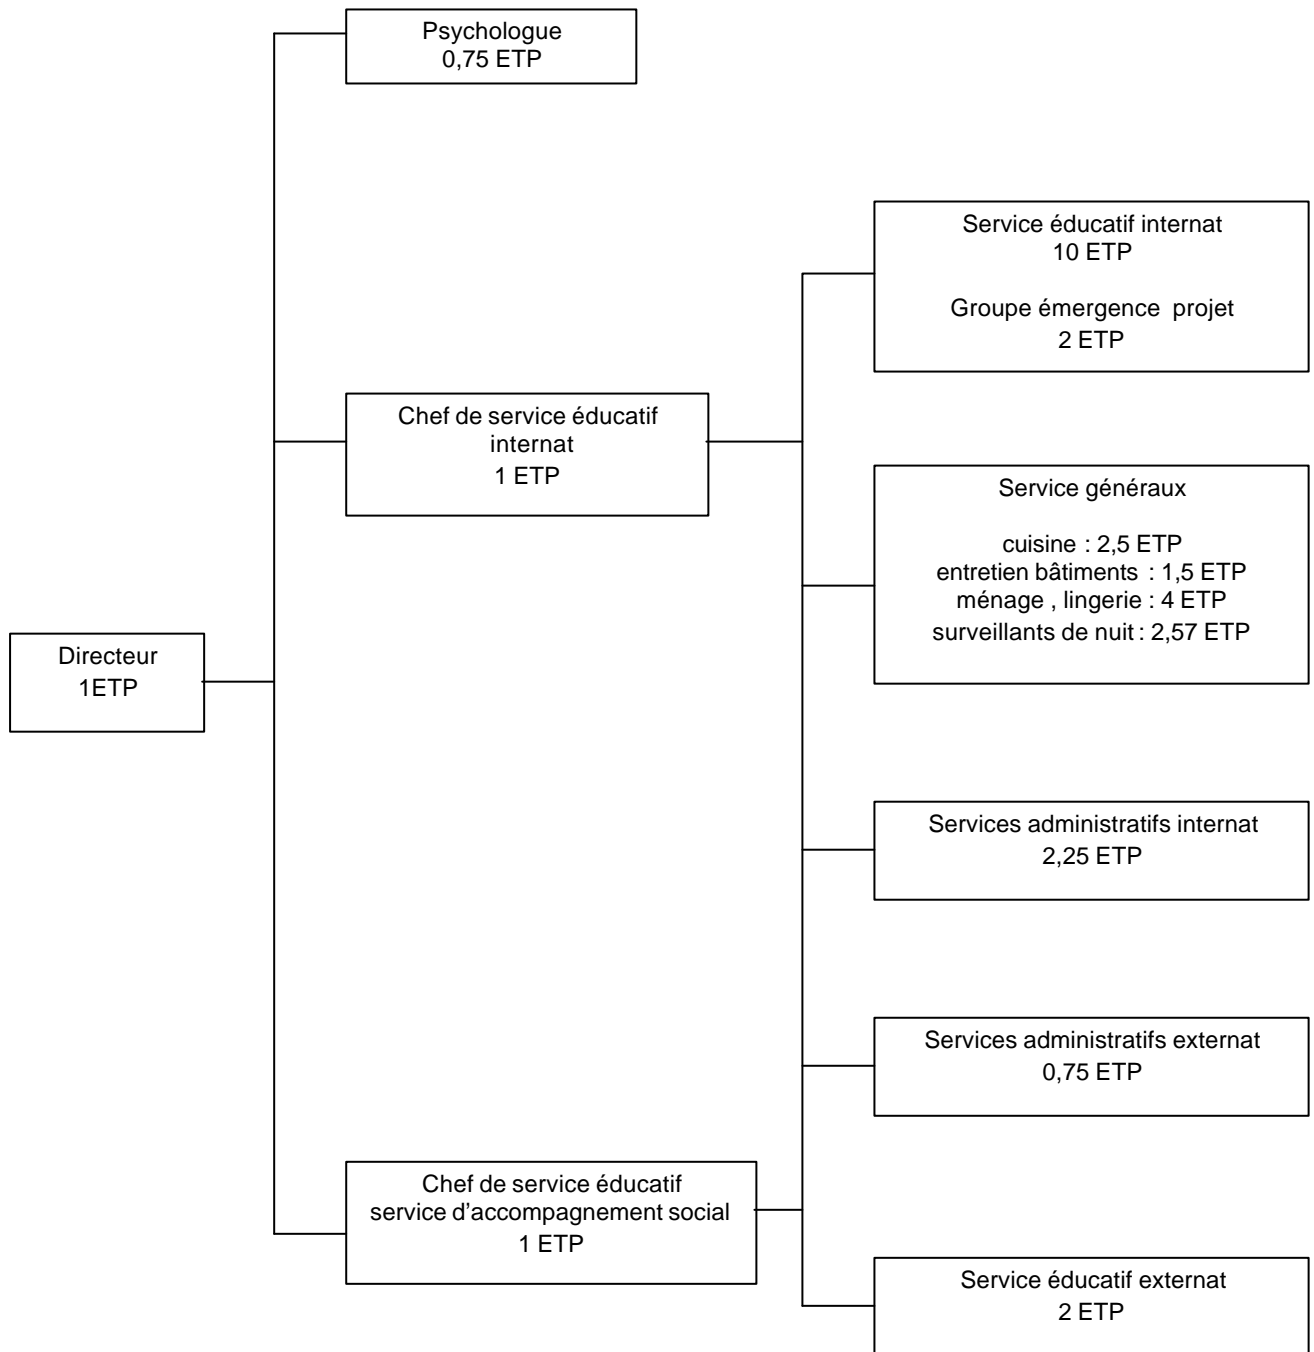 Psychologue
0,75 ETP
Service éducatif internat
10 ETP
Groupe émergence projet
2 ETP
Chef de service éducatif
internat
1 ETP
Service généraux
cuisine : 2,5 ETP
entretien bâtiments : 1,5 ETP
ménage , lingerie : 4 ETP
surveillants de nuit : 2,57 ETP
Directeur
1ETP
Services administratifs internat
2,25 ETP
Services administratifs externat
0,75 ETP
Chef de service éducatif
service d'accompagnement social
1 ETP
Service éducatif externat
2 ETP